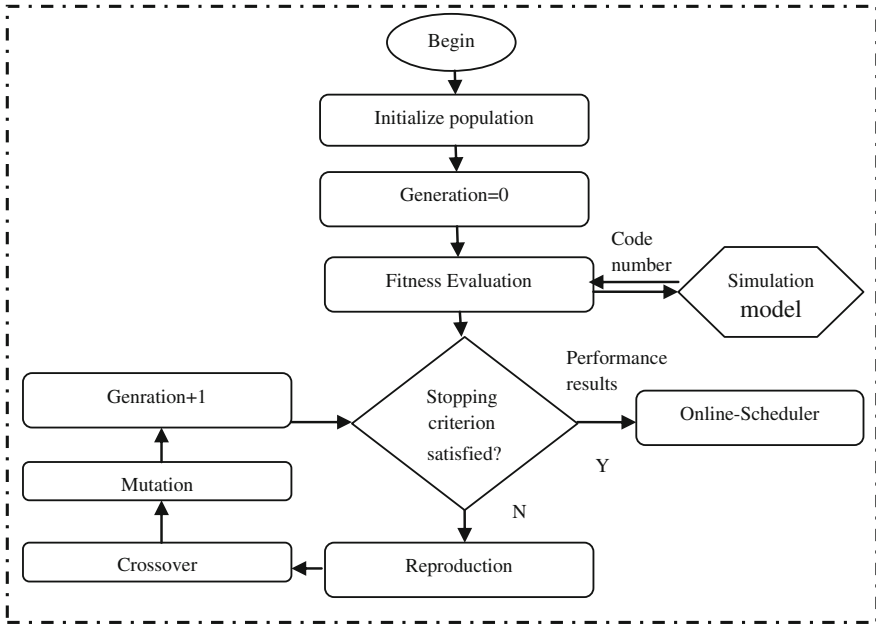 Begin
Initialize population
Generation=0
Code
number
Fitness Evaluation
Simulation
model
Performance
results
Genration+1
Stopping
criterion
satisfied?
Online-Scheduler
Y
Mutation
N
Crossover
Reproduction